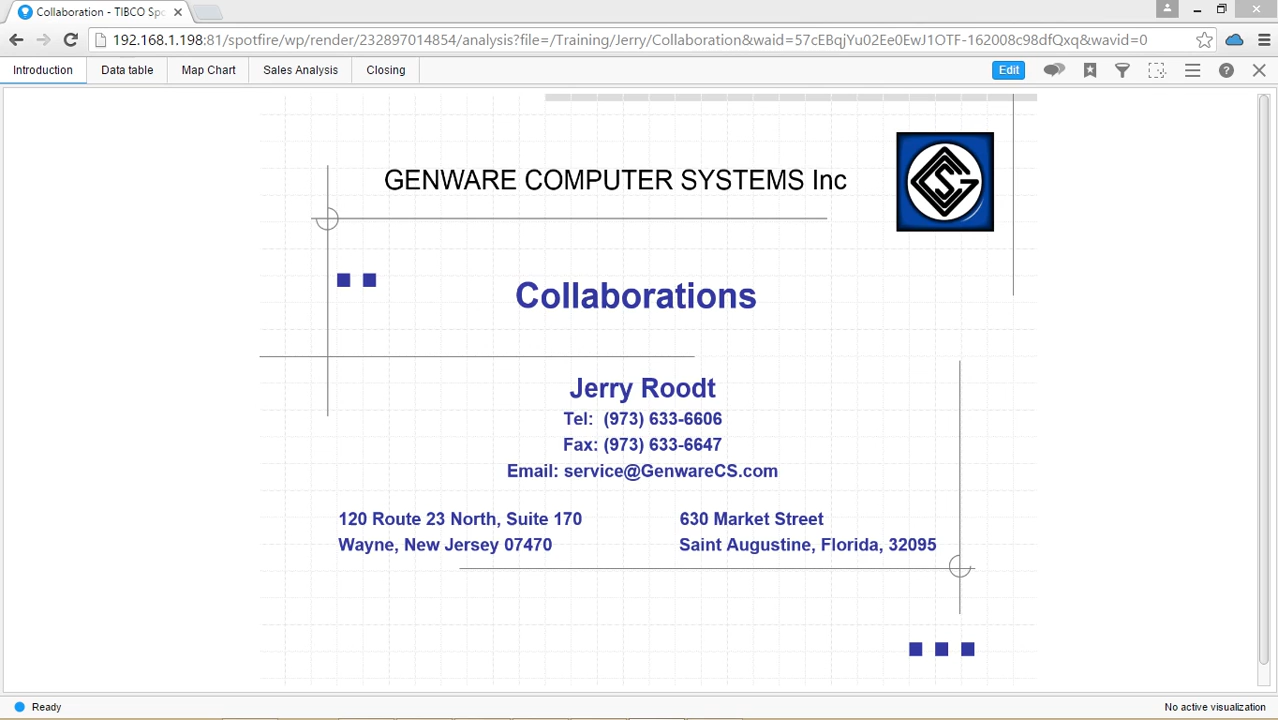 Collaboration - TIBCO Spo
192.168.1.198:81/spotfire/wp/render/232897014854/analysis?file=/Training/Jerry/Collaboration&waid=57cEBqjYu02Ee0EwJ1OTF-162008c98dfQxq&wavid=0
Introduction Data table Map Chart Sales Analysis Closing Edit
GENWARE COMPUTER SYSTEMS Inc
Collaborations
Jerry Roodt
Tel: (973) 633-6606
Fax: (973) 633-6647
Email: service@GenwareCS.com
120 Route 23 North, Suite 170
Wayne, New Jersey 07470
630 Market Street
Saint Augustine, Florida, 32095
Ready
No active visualization